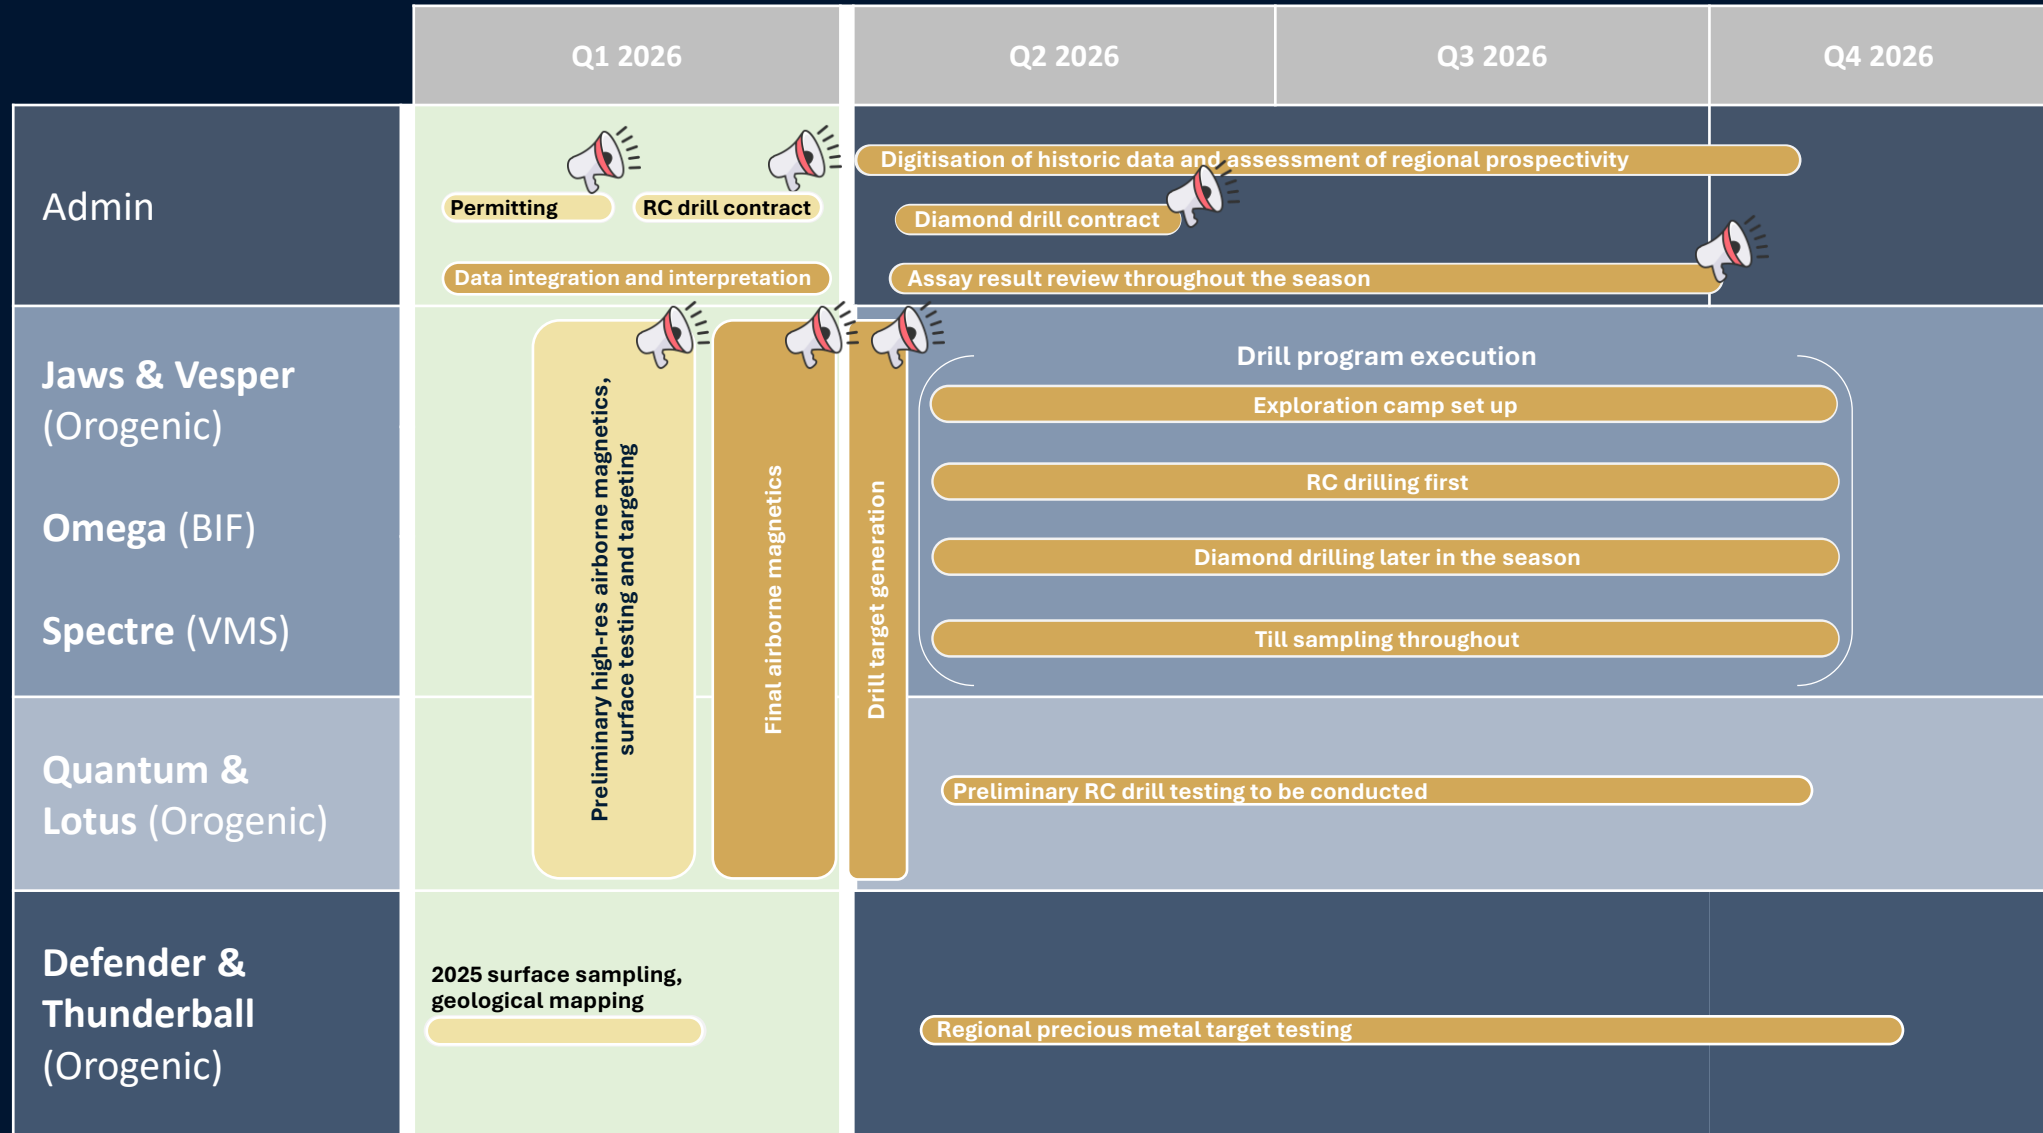 Q1 2026
Q2 2026
Q3 2026
Q4 2026
Admin
Permitting
RC drill contract
Data integration and interpretation
Digitisation of historic data and assessment of regional prospectivity
Diamond drill contract
Assay result review throughout the season
Jaws & Vesper
(Orogenic)
Omega (BIF)
Spectre (VMS)
Preliminary high-res airborne magnetics,
surface testing and targeting
Final airborne magnetics
Drill target generation
Drill program execution
Exploration camp set up
RC drilling first
Diamond drilling later in the season
Till sampling throughout
Quantum &
Lotus (Orogenic)
Preliminary RC drill testing to be conducted
Defender &
Thunderball
(Orogenic)
2025 surface sampling,
geological mapping
Regional precious metal target testing